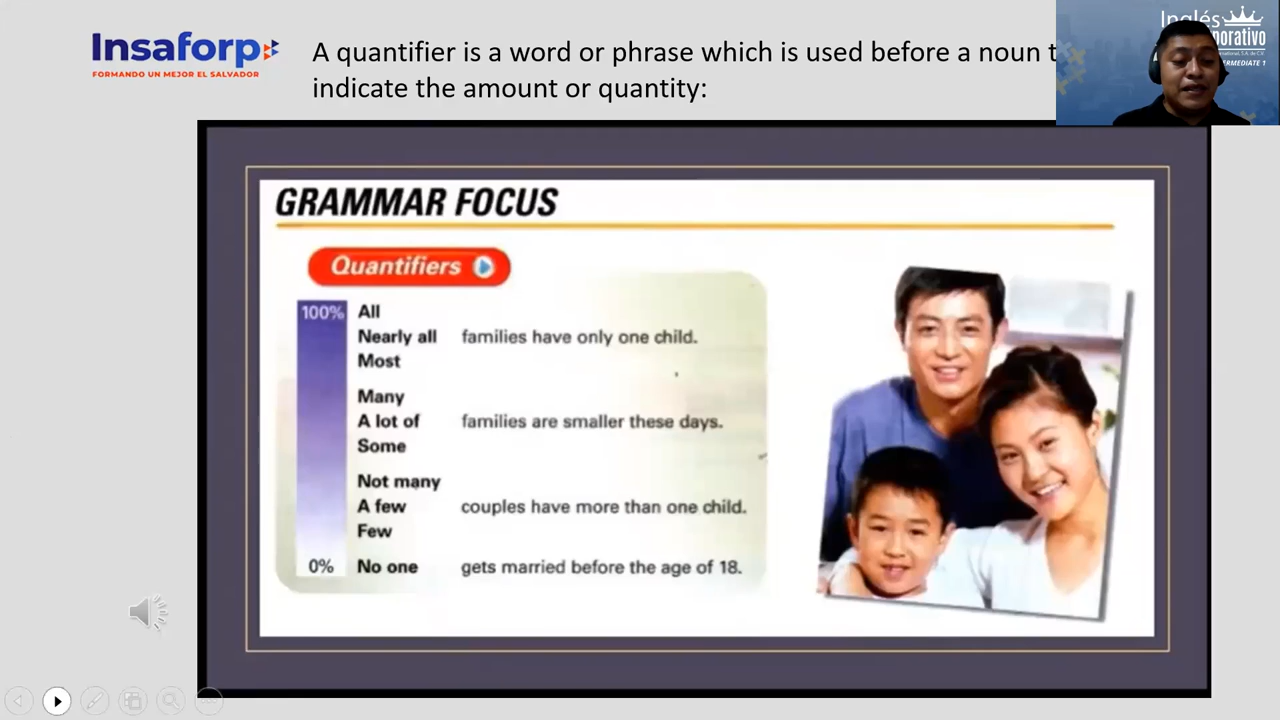 Insaforp
FORMANDO UN MEJOR EL SALVADOR
A quantifier is a word or phrase which is used before a noun t
indicate the amount or quantity:
Inglés
porativo
ERMEDIATE 1
GRAMMAR FOCUS
Quantifiers
100% All
Nearly all families have only one child.
Most
Many
A lot of families are smaller these days.
Some
Not many
A few couples have more than one child.
Few
0% No one gets married before the age of 18.